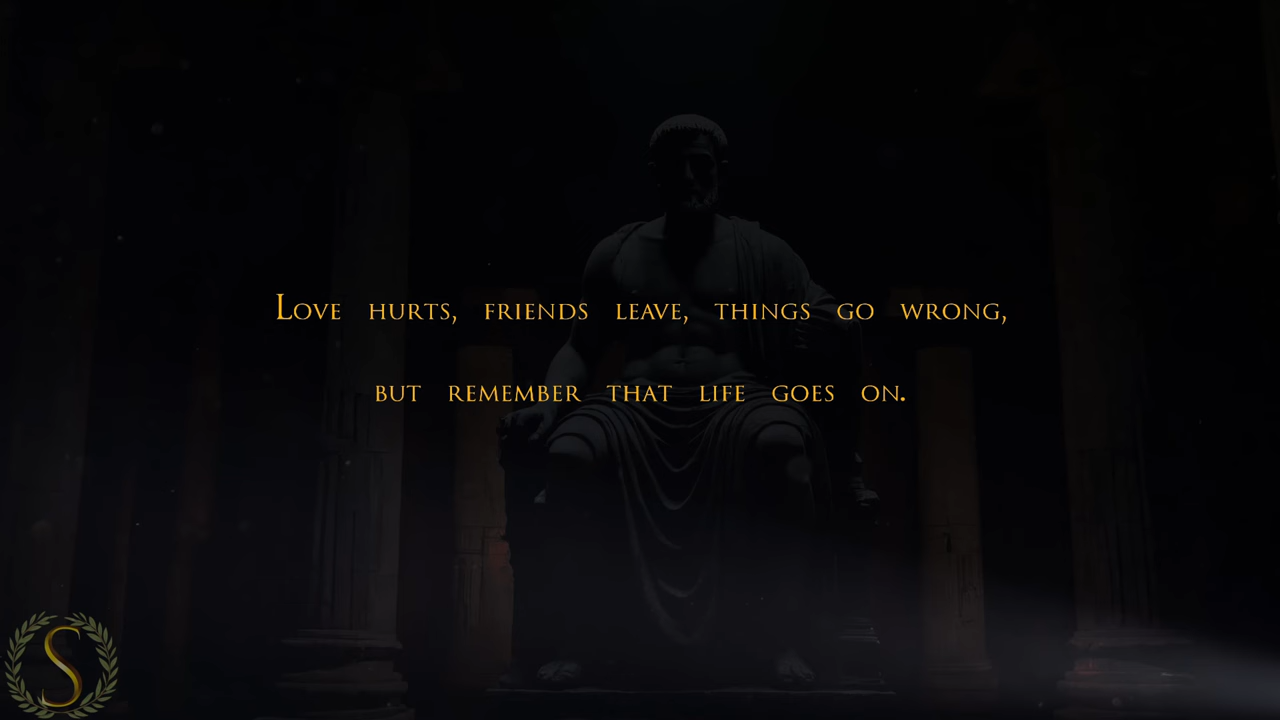 Love hurts, friends leave, things go wrong,
but remember that life goes on.
S